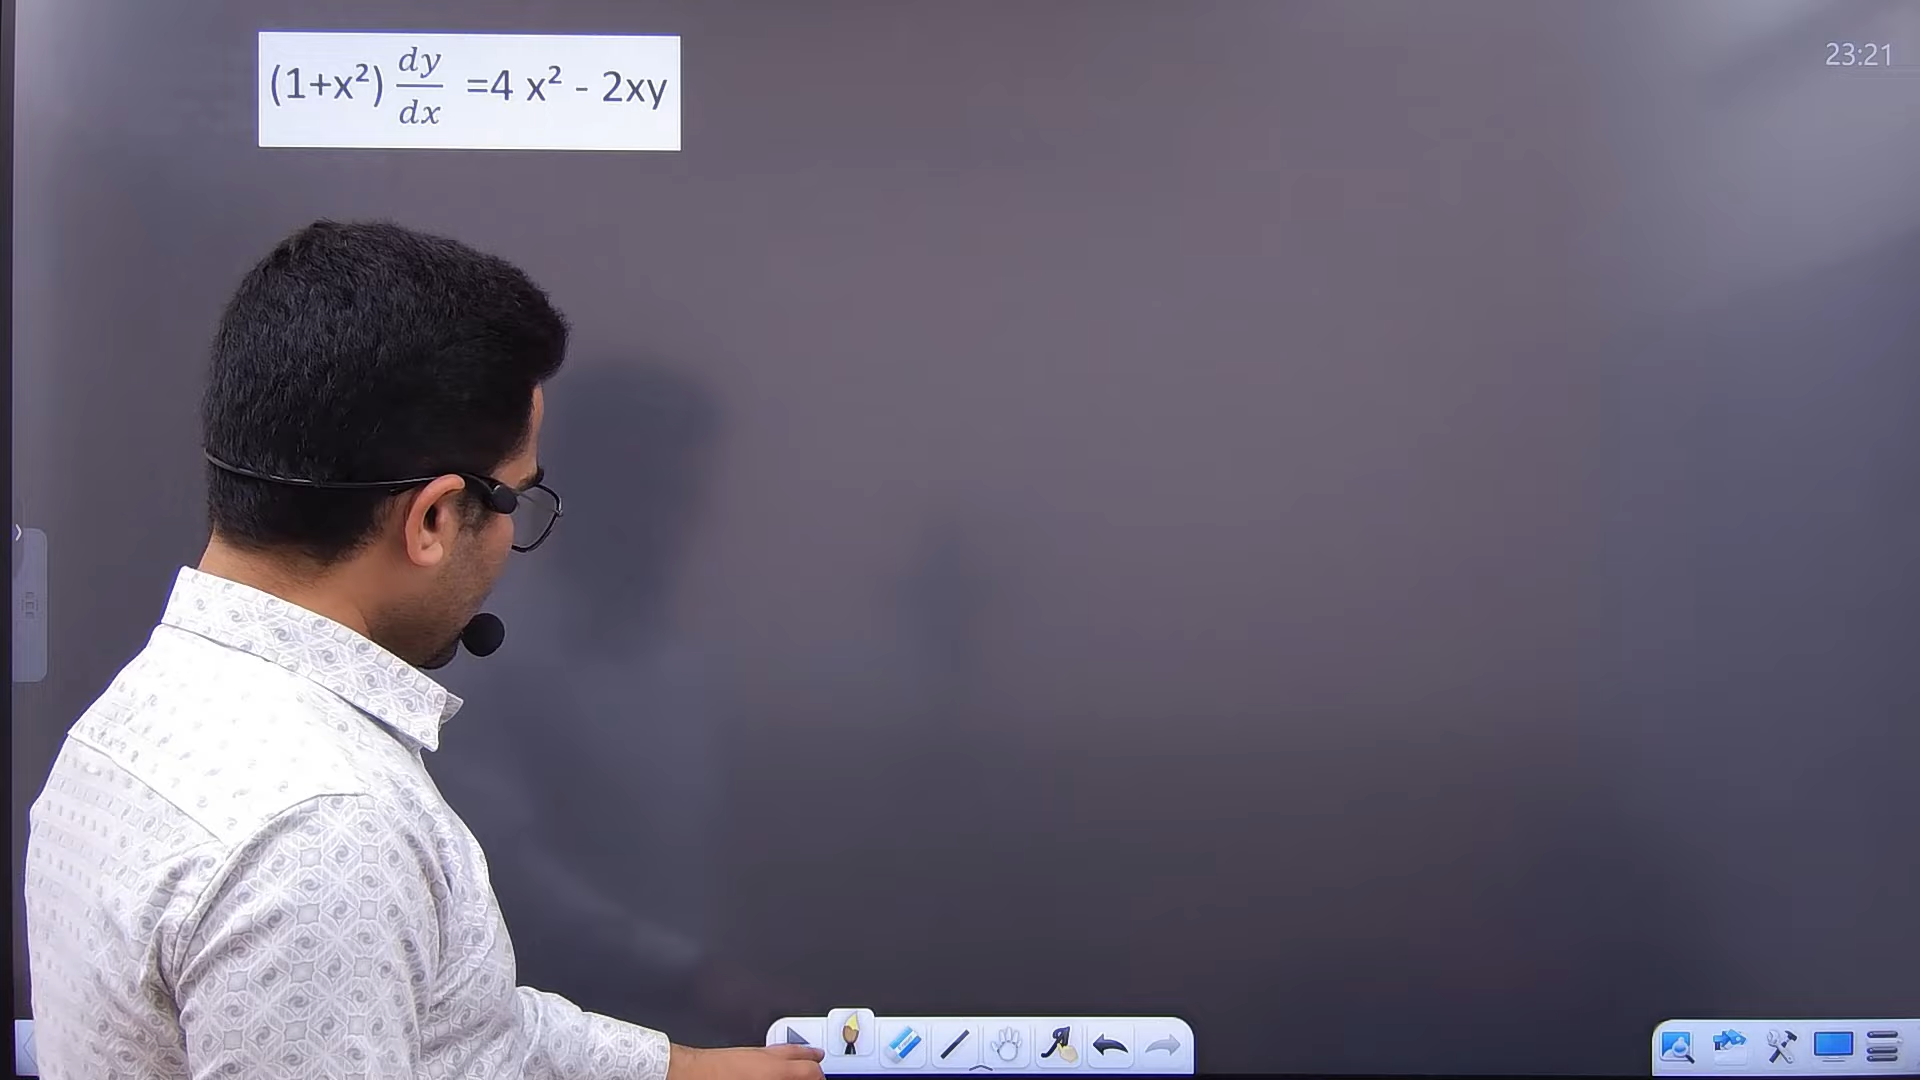 (1+x²) dy/dx =4 x² - 2xy
23:21